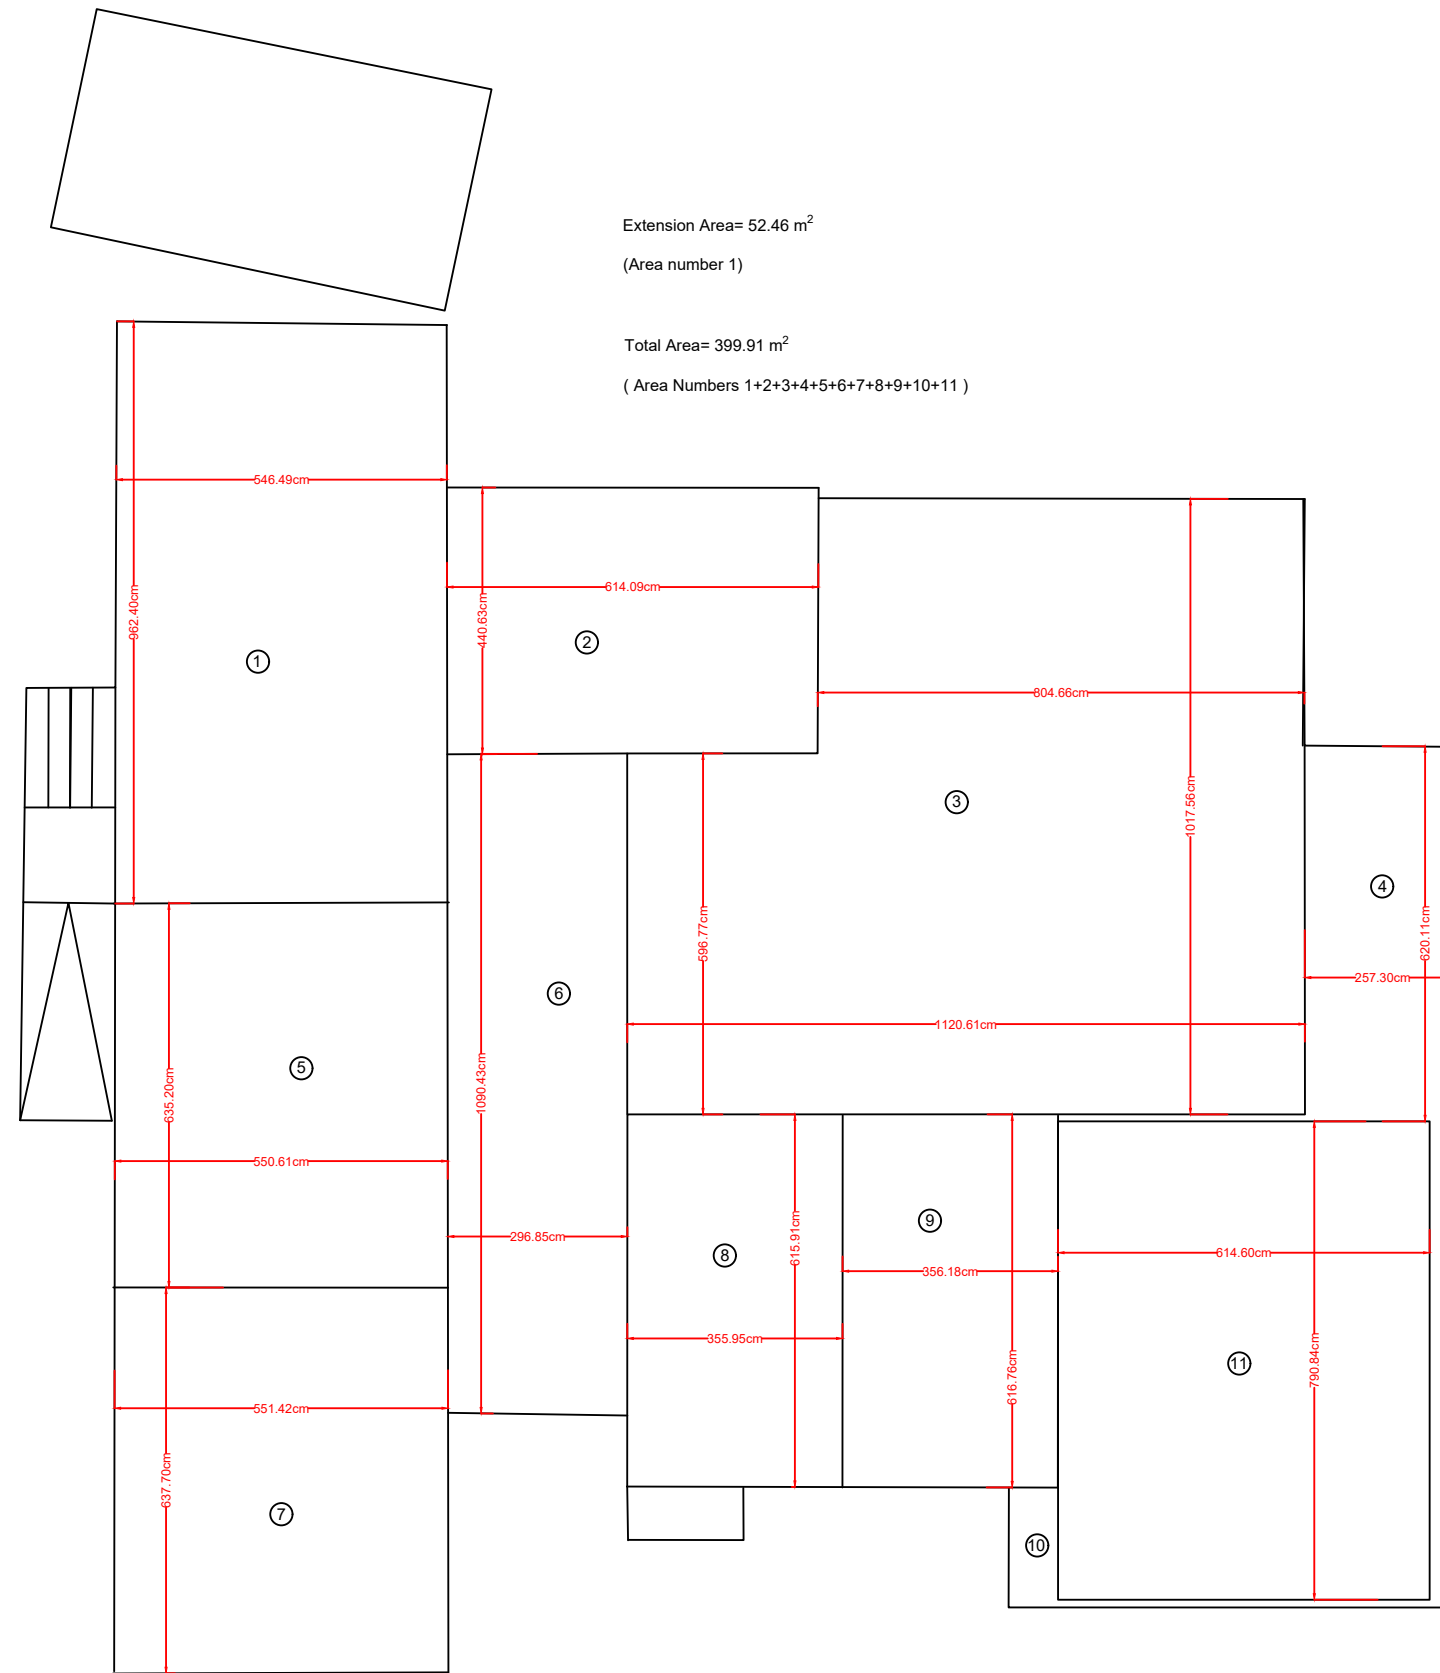 Extension Area= 52.46 m²
(Area number 1)
Total Area= 399.91 m²
( Area Numbers 1+2+3+4+5+6+7+8+9+10+11 )
546.49cm
962.40cm
1
614.09cm
440.63cm
2
804.66cm
1017.56cm
3
596.77cm
1120.61cm
4
620.11cm
257.30cm
5
635.20cm
550.61cm
6
1090.43cm
296.85cm
7
551.42cm
637.70cm
8
615.91cm
355.95cm
9
356.18cm
616.76cm
10
11
614.60cm
790.84cm